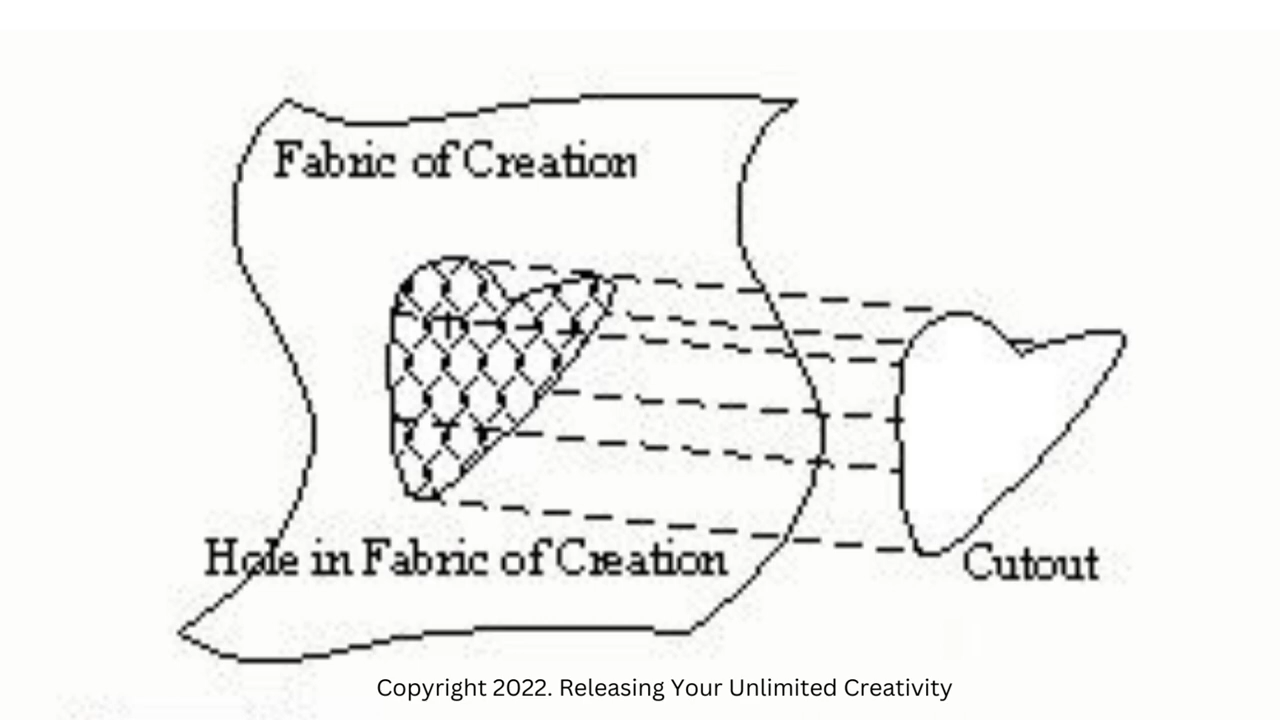 Fabric of Creation
Hole in Fabric of Creation
Cutout
Copyright 2022. Releasing Your Unlimited Creativity